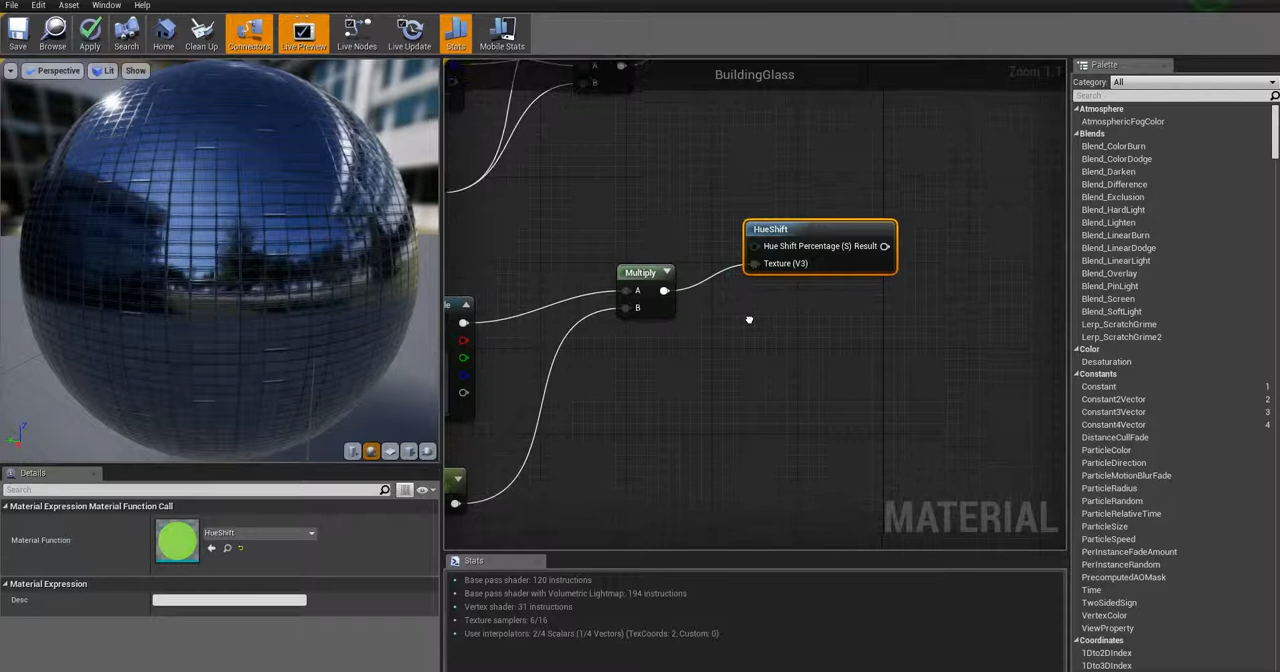 File Edit Asset Window Help
Save Browse Apply Search Home Clean Up Connectors Live Preview Live Nodes Live Update Stats Mobile Stats
Perspective Lit Show
BuildingGlass
Zoom 1:1
A
B
HueShift
Hue Shift Percentage (S) Result
Texture (V3)
Multiply
A
B
MATERIAL
Details
Search
Material Expression Material Function Call
Material Function
HueShift
Material Expression
Desc
Stats
Base pass shader: 120 instructions
Base pass shader with Volumetric Lightmap: 194 instructions
Vertex shader: 31 instructions
Texture samplers: 6/16
User interpolators: 2/4 Scalars (1/4 Vectors) (TexCoords: 2, Custom: 0)
Palette
Category: All
Search
Atmosphere
AtmosphericFogColor
Blends
Blend_ColorBurn
Blend_ColorDodge
Blend_Darken
Blend_Difference
Blend_Exclusion
Blend_HardLight
Blend_Lighten
Blend_LinearBurn
Blend_LinearDodge
Blend_LinearLight
Blend_Overlay
Blend_PinLight
Blend_Screen
Blend_SoftLight
Lerp_ScratchGrime
Lerp_ScratchGrime2
Color
Desaturation
Constants
Constant 1
Constant2Vector 2
Constant3Vector 3
Constant4Vector 4
DistanceCullFade
ParticleColor
ParticleDirection
ParticleMotionBlurFade
ParticleRadius
ParticleRandom
ParticleRelativeTime
ParticleSize
ParticleSpeed
PerInstanceFadeAmount
PerInstanceRandom
PrecomputedAOMask
Time
TwoSidedSign
VertexColor
ViewProperty
Coordinates
1Dto2DIndex
1Dto3DIndex